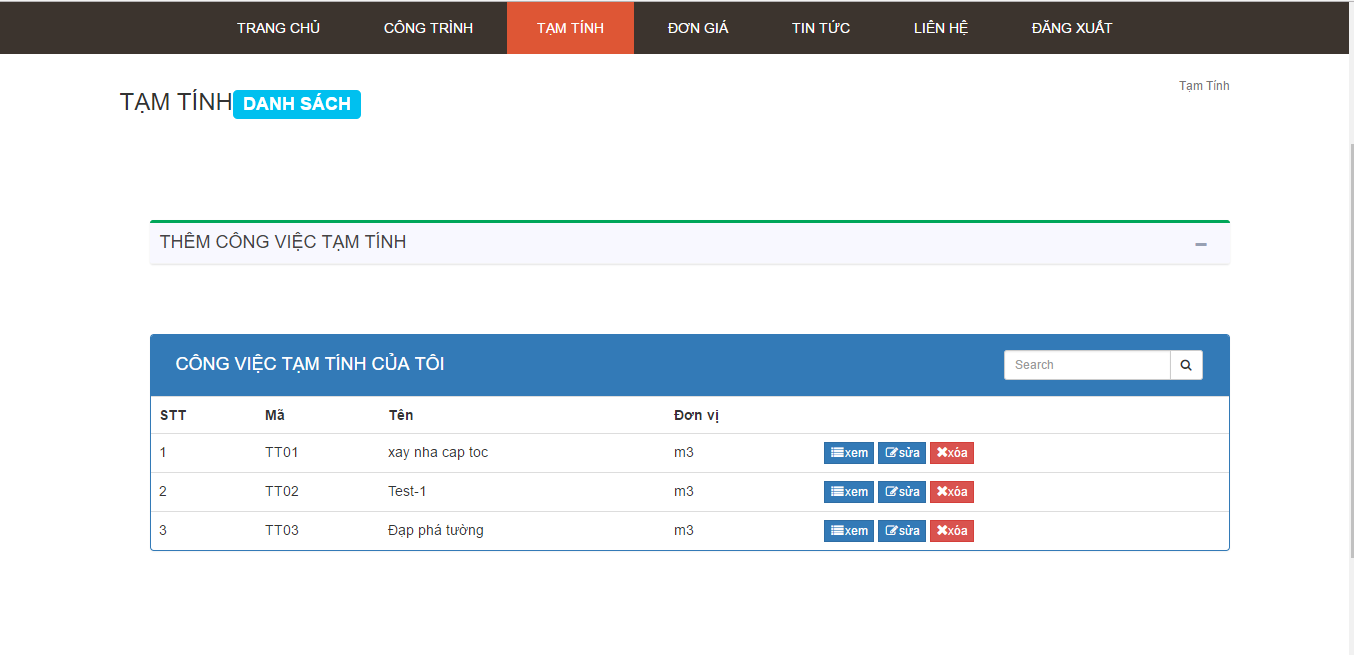 TRANG CHỦ CÔNG TRÌNH TẠM TÍNH ĐƠN GIÁ TIN TỨC LIÊN HỆ ĐĂNG XUẤT
Tạm Tính
TẠM TÍNH DANH SÁCH
THÊM CÔNG VIỆC TẠM TÍNH
CÔNG VIỆC TẠM TÍNH CỦA TÔI Search
STT Mã Tên Đơn vị
1 TT01 xay nha cap toc m3 xem sửa xóa
2 TT02 Test-1 m3 xem sửa xóa
3 TT03 Đạp phá tường m3 xem sửa xóa